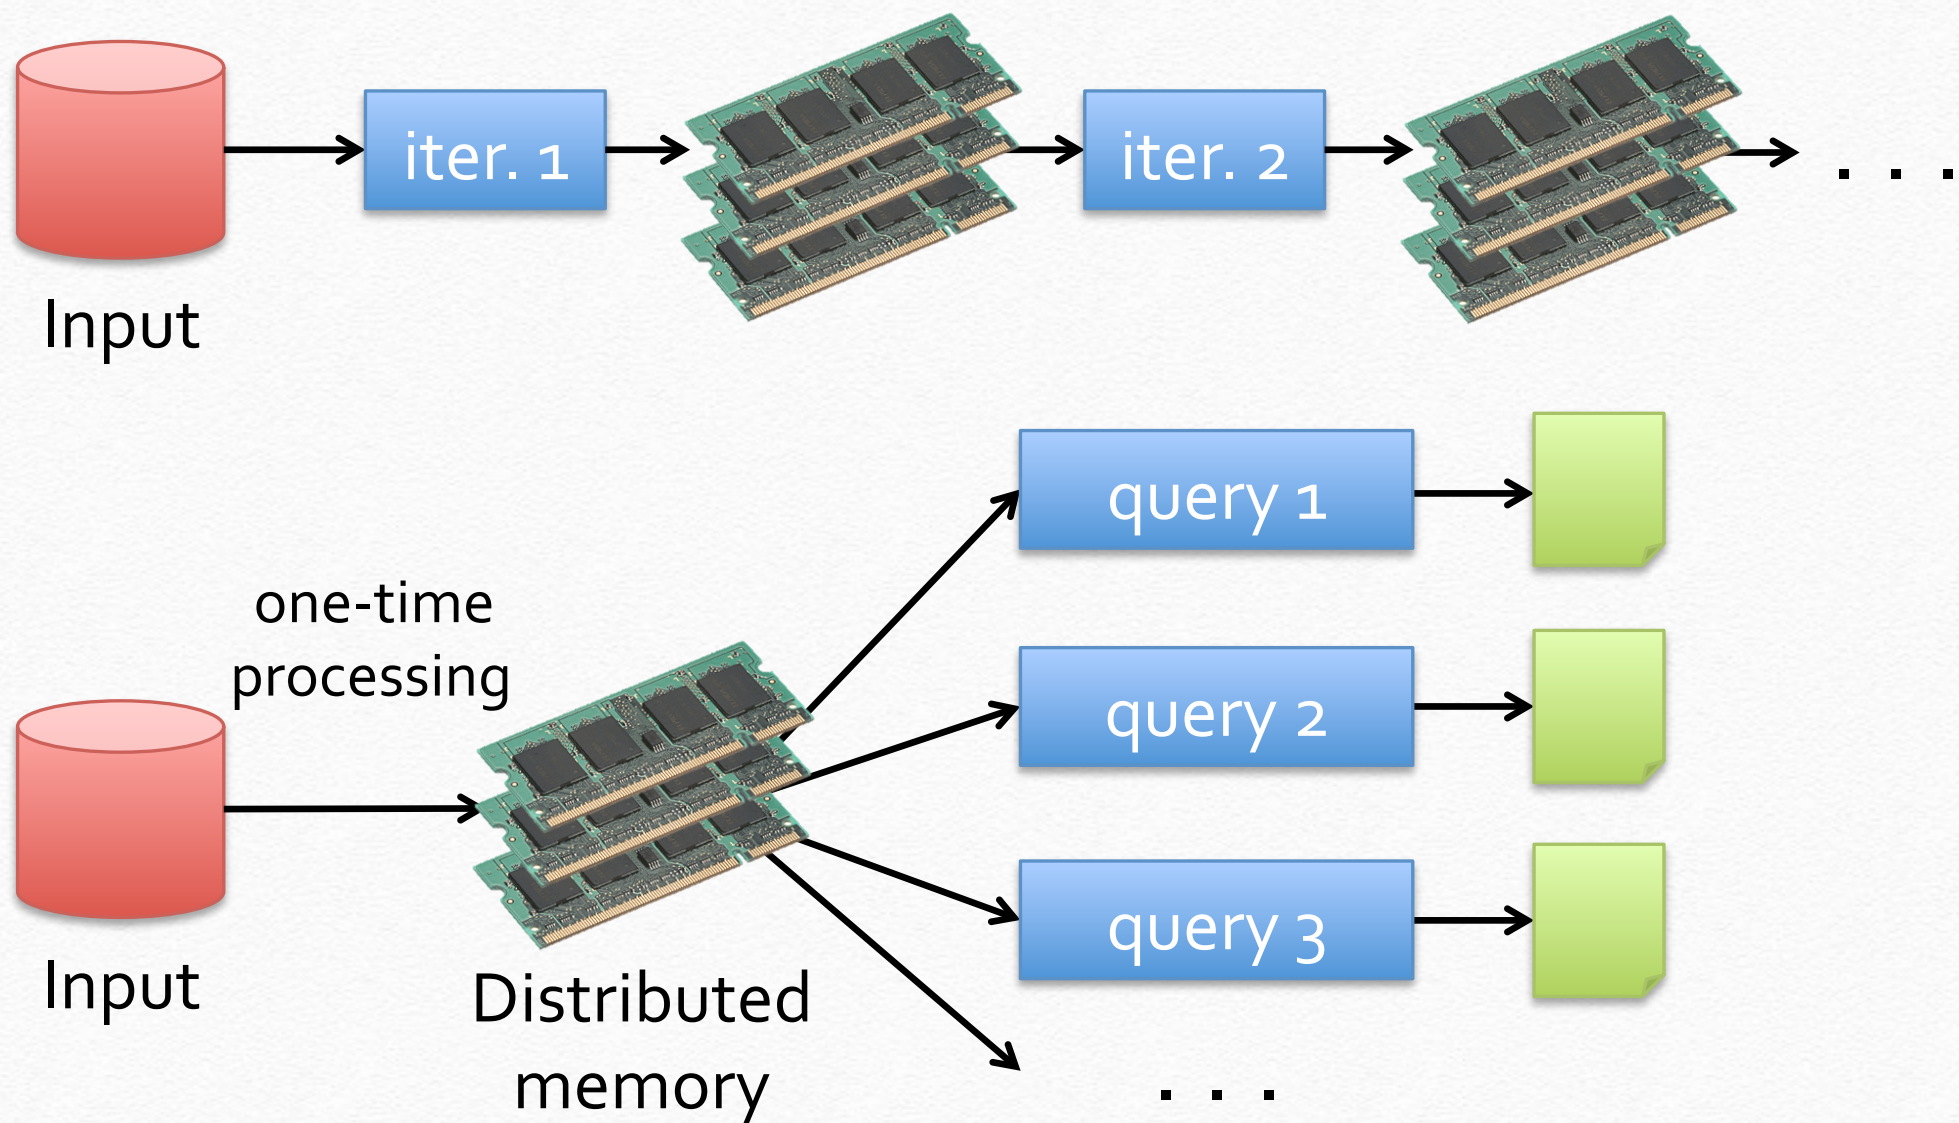 iter. 1
iter. 2
. . .
Input
query 1
one-time
processing
query 2
query 3
Input
Distributed
memory
. . .